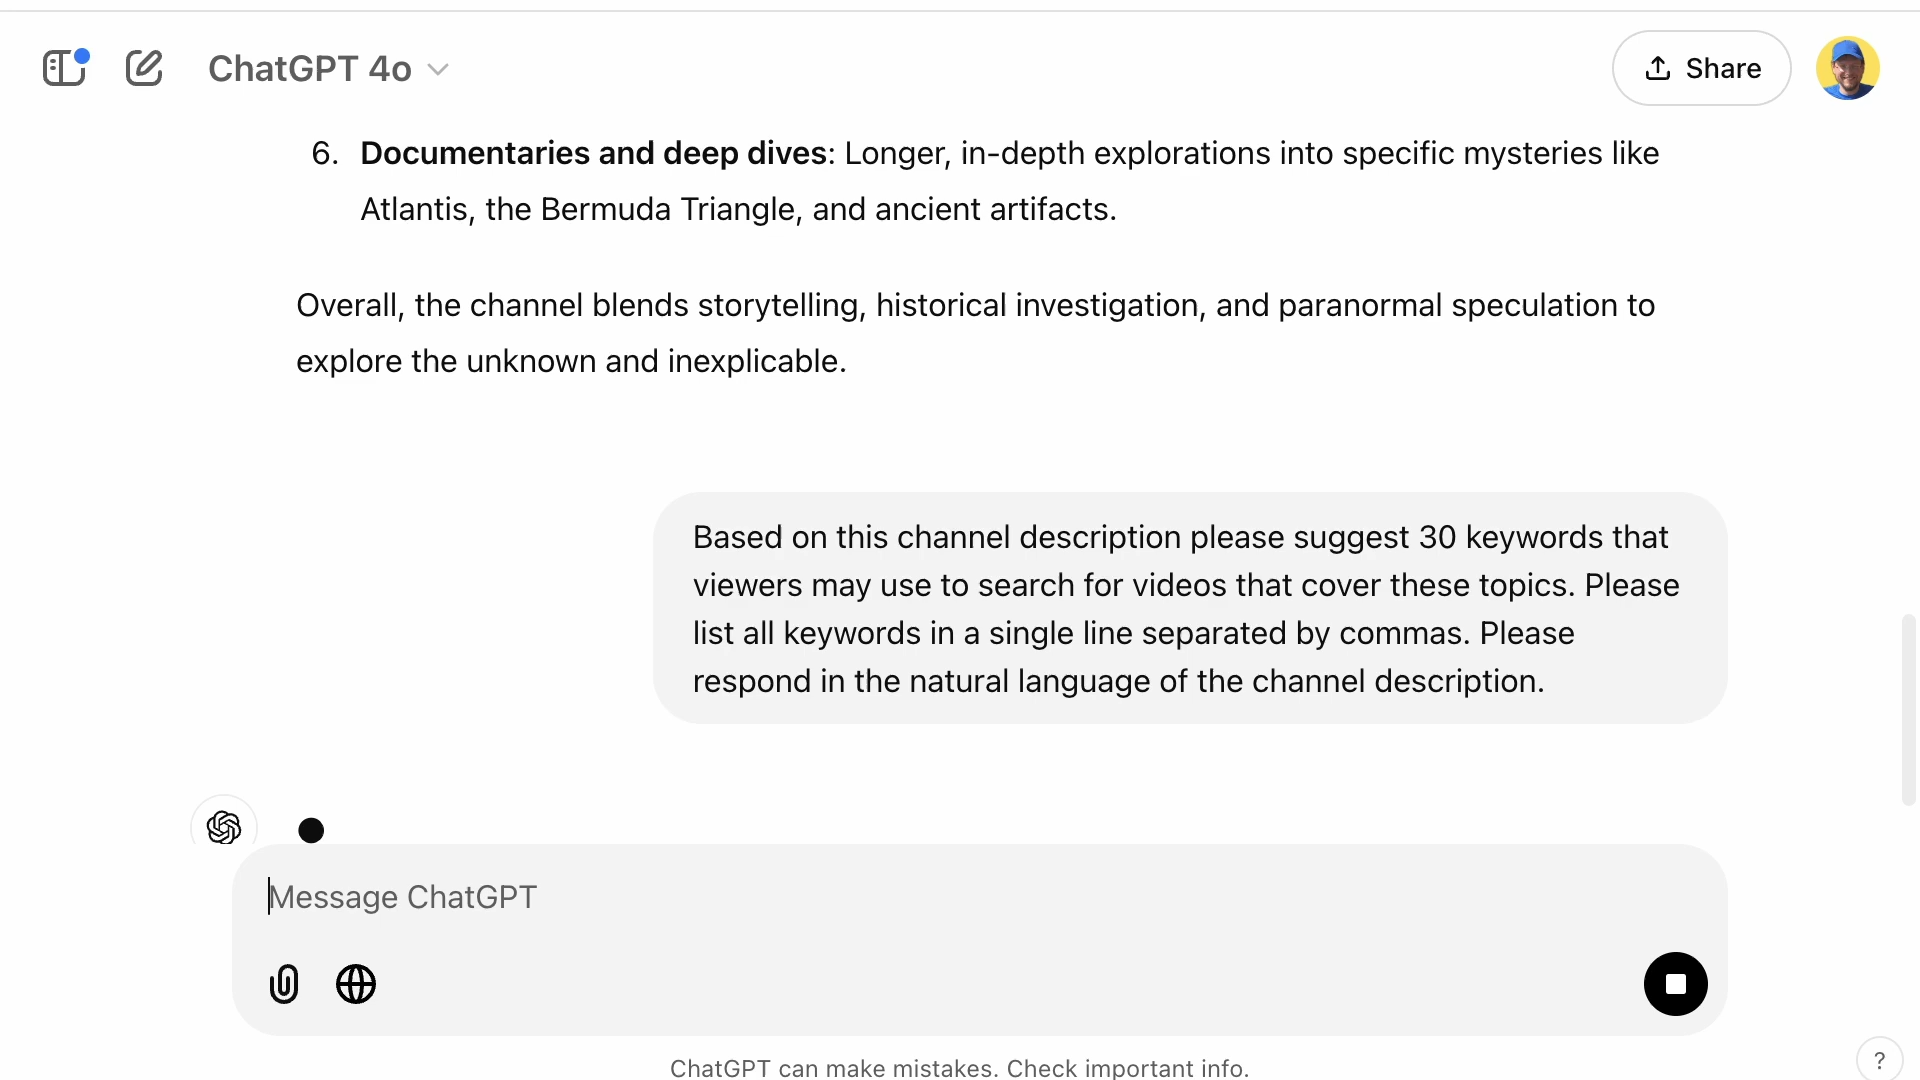 ChatGPT 4o
Share
6. Documentaries and deep dives: Longer, in-depth explorations into specific mysteries like
Atlantis, the Bermuda Triangle, and ancient artifacts.
Overall, the channel blends storytelling, historical investigation, and paranormal speculation to
explore the unknown and inexplicable.
Based on this channel description please suggest 30 keywords that
viewers may use to search for videos that cover these topics. Please
list all keywords in a single line separated by commas. Please
respond in the natural language of the channel description.
Message ChatGPT
ChatGPT can make mistakes. Check important info.
?